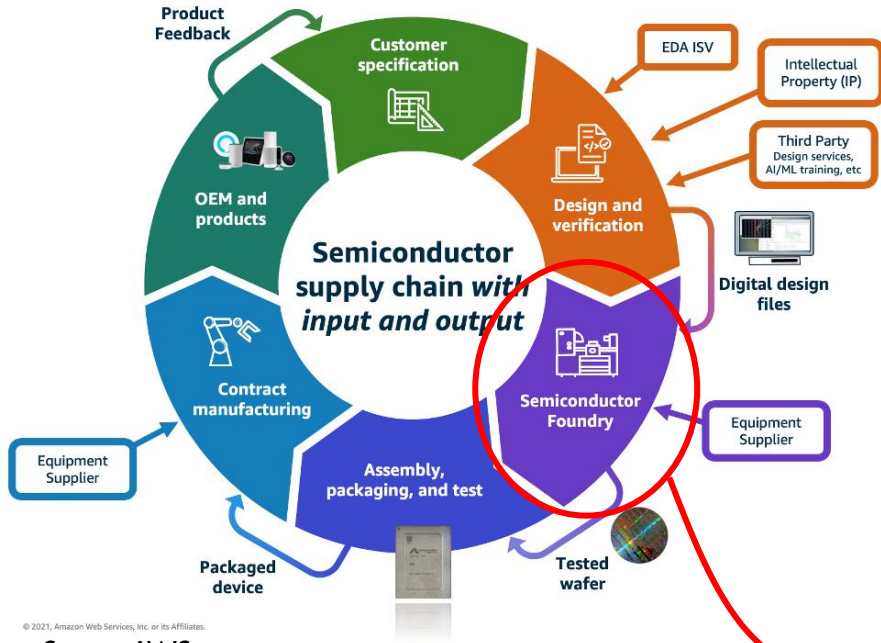 Product
Feedback
Customer
specification
EDA ISV
Intellectual
Property (IP)
Third Party
Design services,
AI/ML training, etc
OEM and
products
Design and
verification
Semiconductor
supply chain with
input and output
Digital design
files
Contract
manufacturing
Semiconductor
Foundry
Equipment
Supplier
Equipment
Supplier
Assembly,
packaging, and test
Packaged
device
Tested
wafer
© 2021, Amazon Web Services, Inc. or its Affiliates.